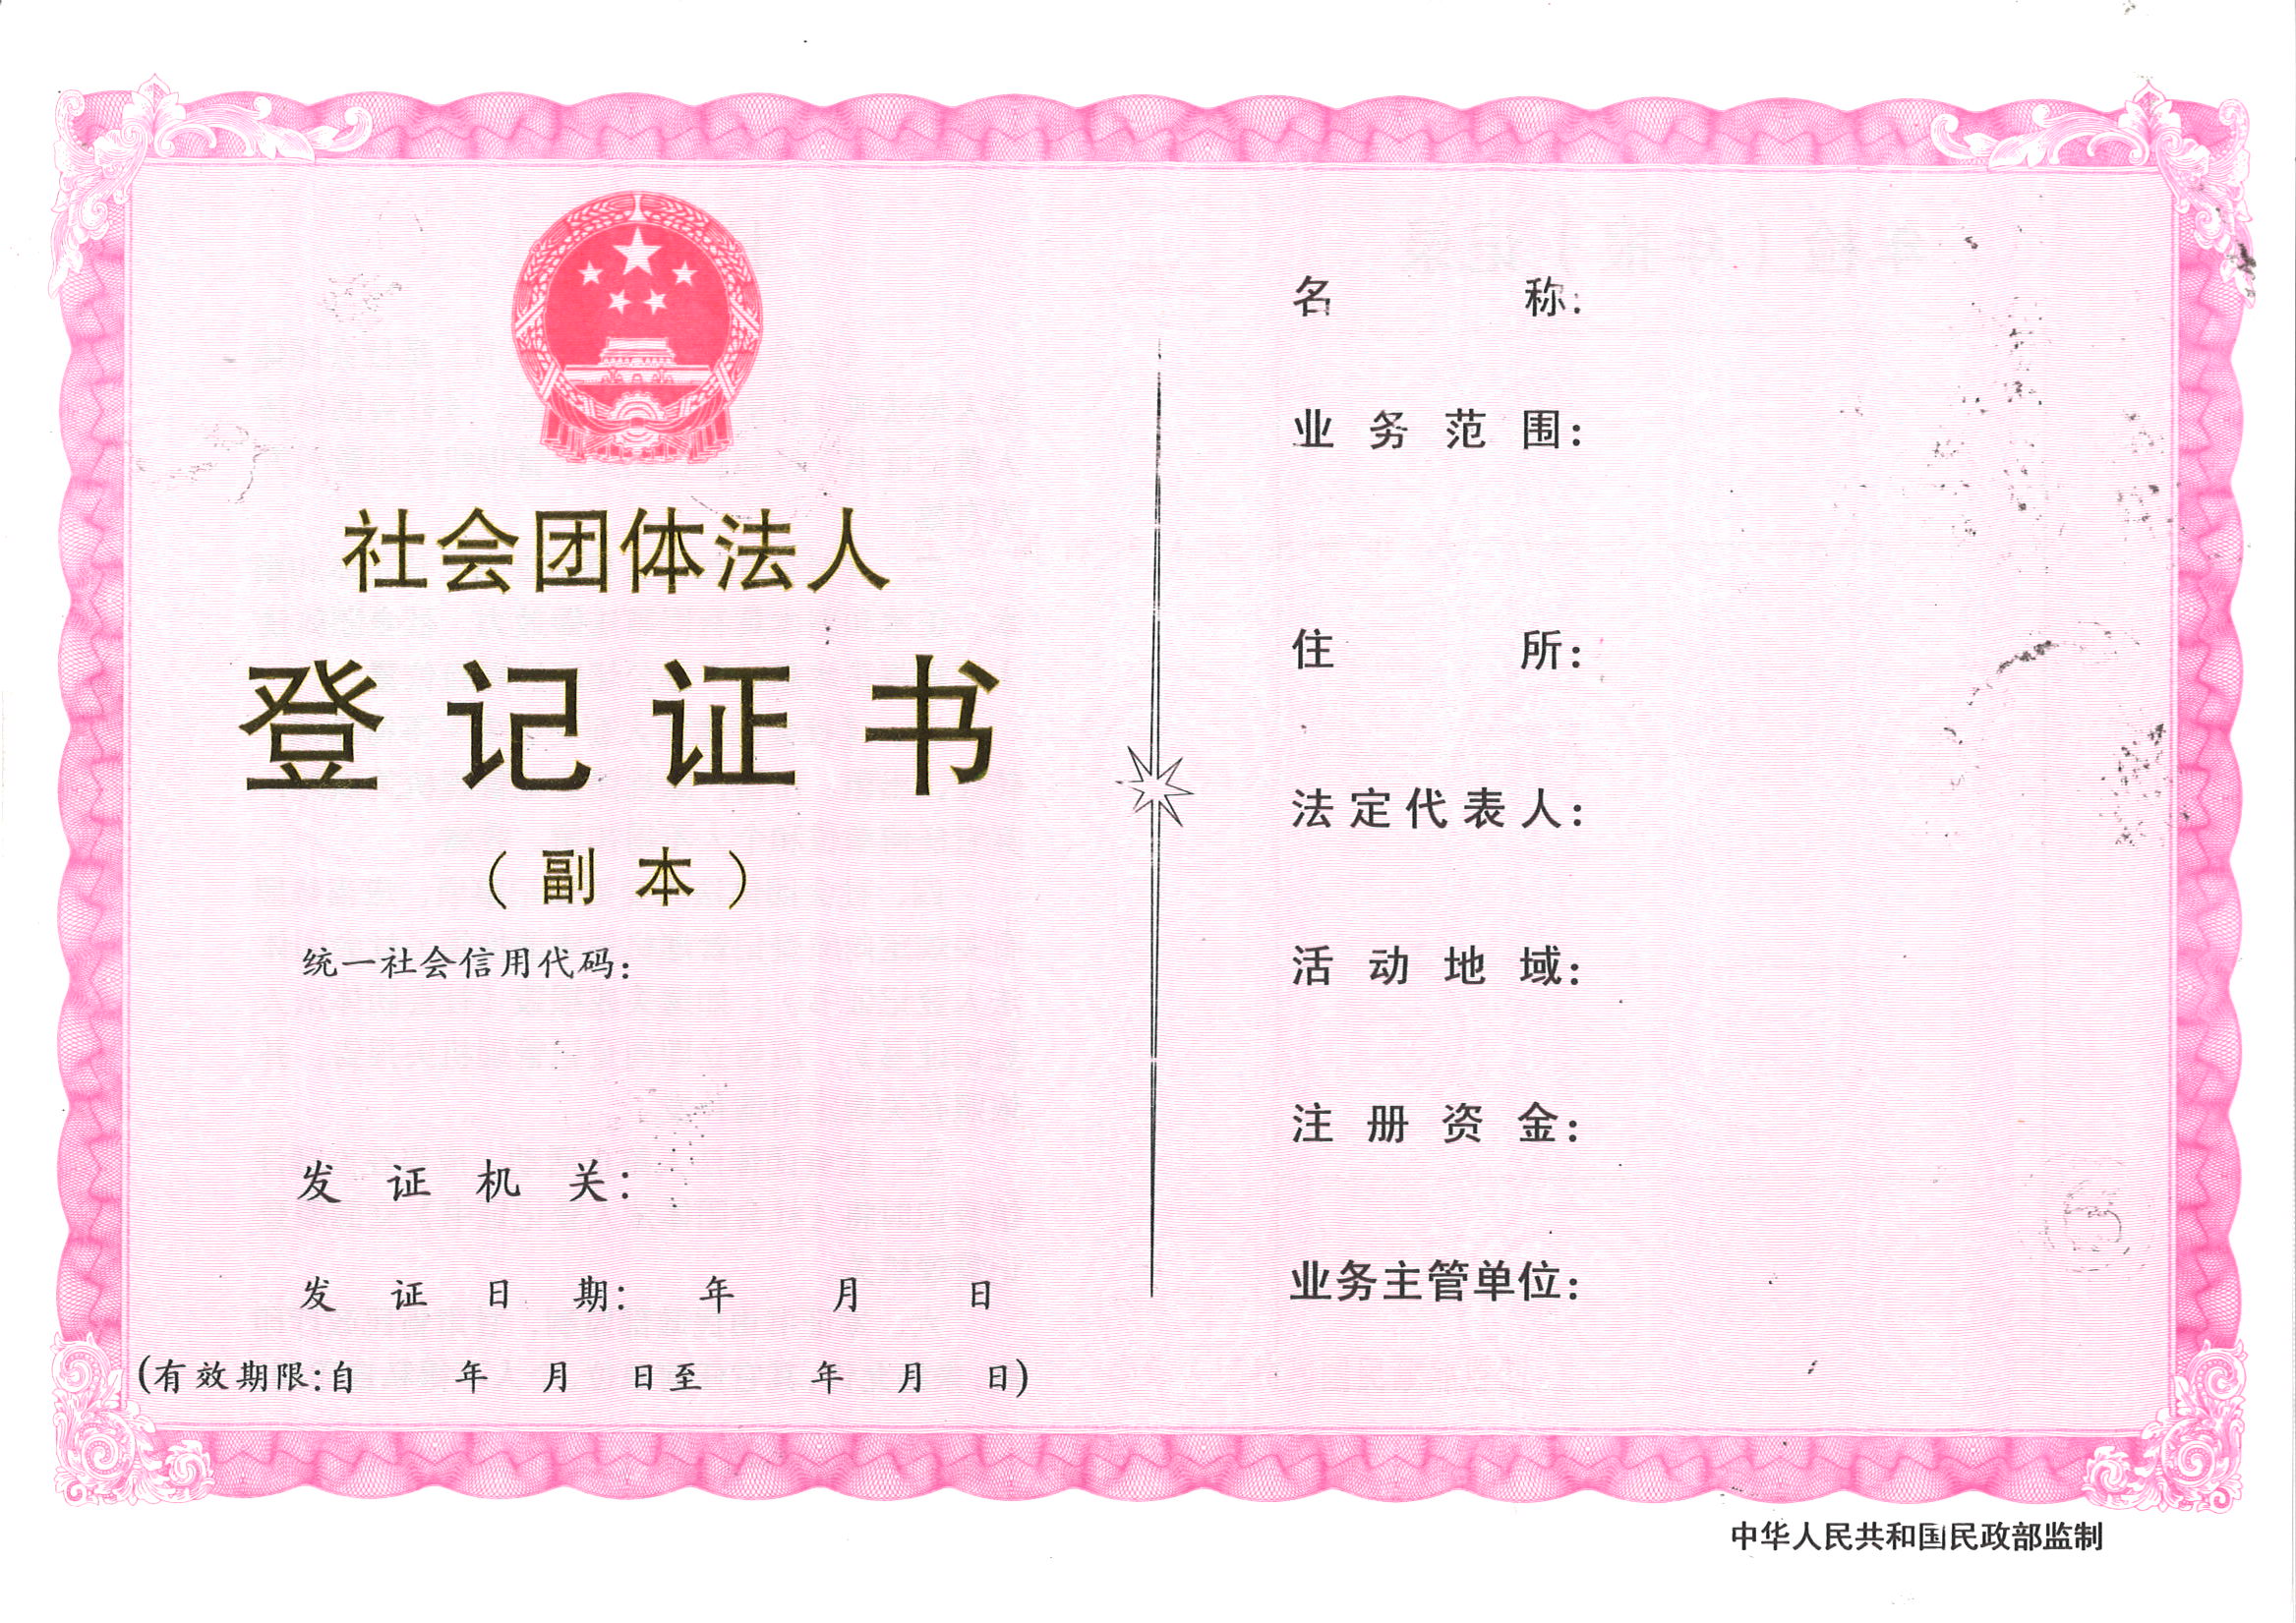 社会团体法人
登记证书
（副本）
统一社会信用代码：
发证机关：
发证日期： 年 月 日
(有效期限:自 年 月 日至 年 月 日)
名称：
业务范围：
住所：
法定代表人：
活动地域：
注册资金：
业务主管单位：
中华人民共和国民政部监制